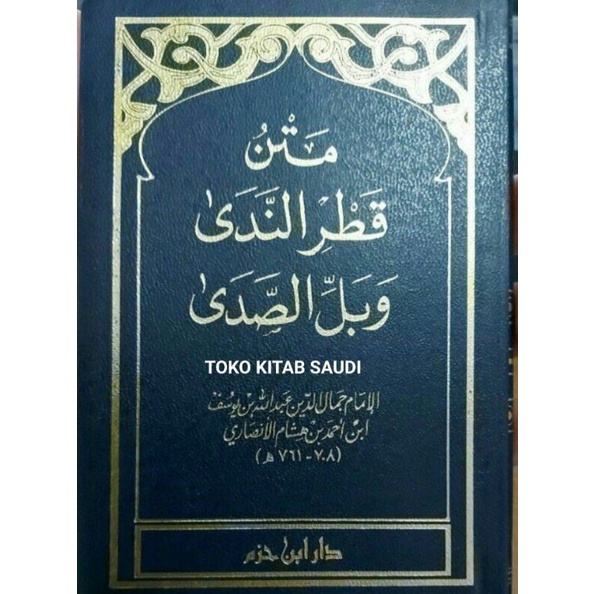 مَتْنُ
قَطْرِ النَّدَىٰ
وَبَلِّ الصَّدَىٰ
TOKO KITAB SAUDI
الإمام جمال الدين عبد الله بن يوسف
ابن أحمد بن هشام الأنصاري
(٧٠٨ - ٧٦١ هـ)
دار ابن حزم